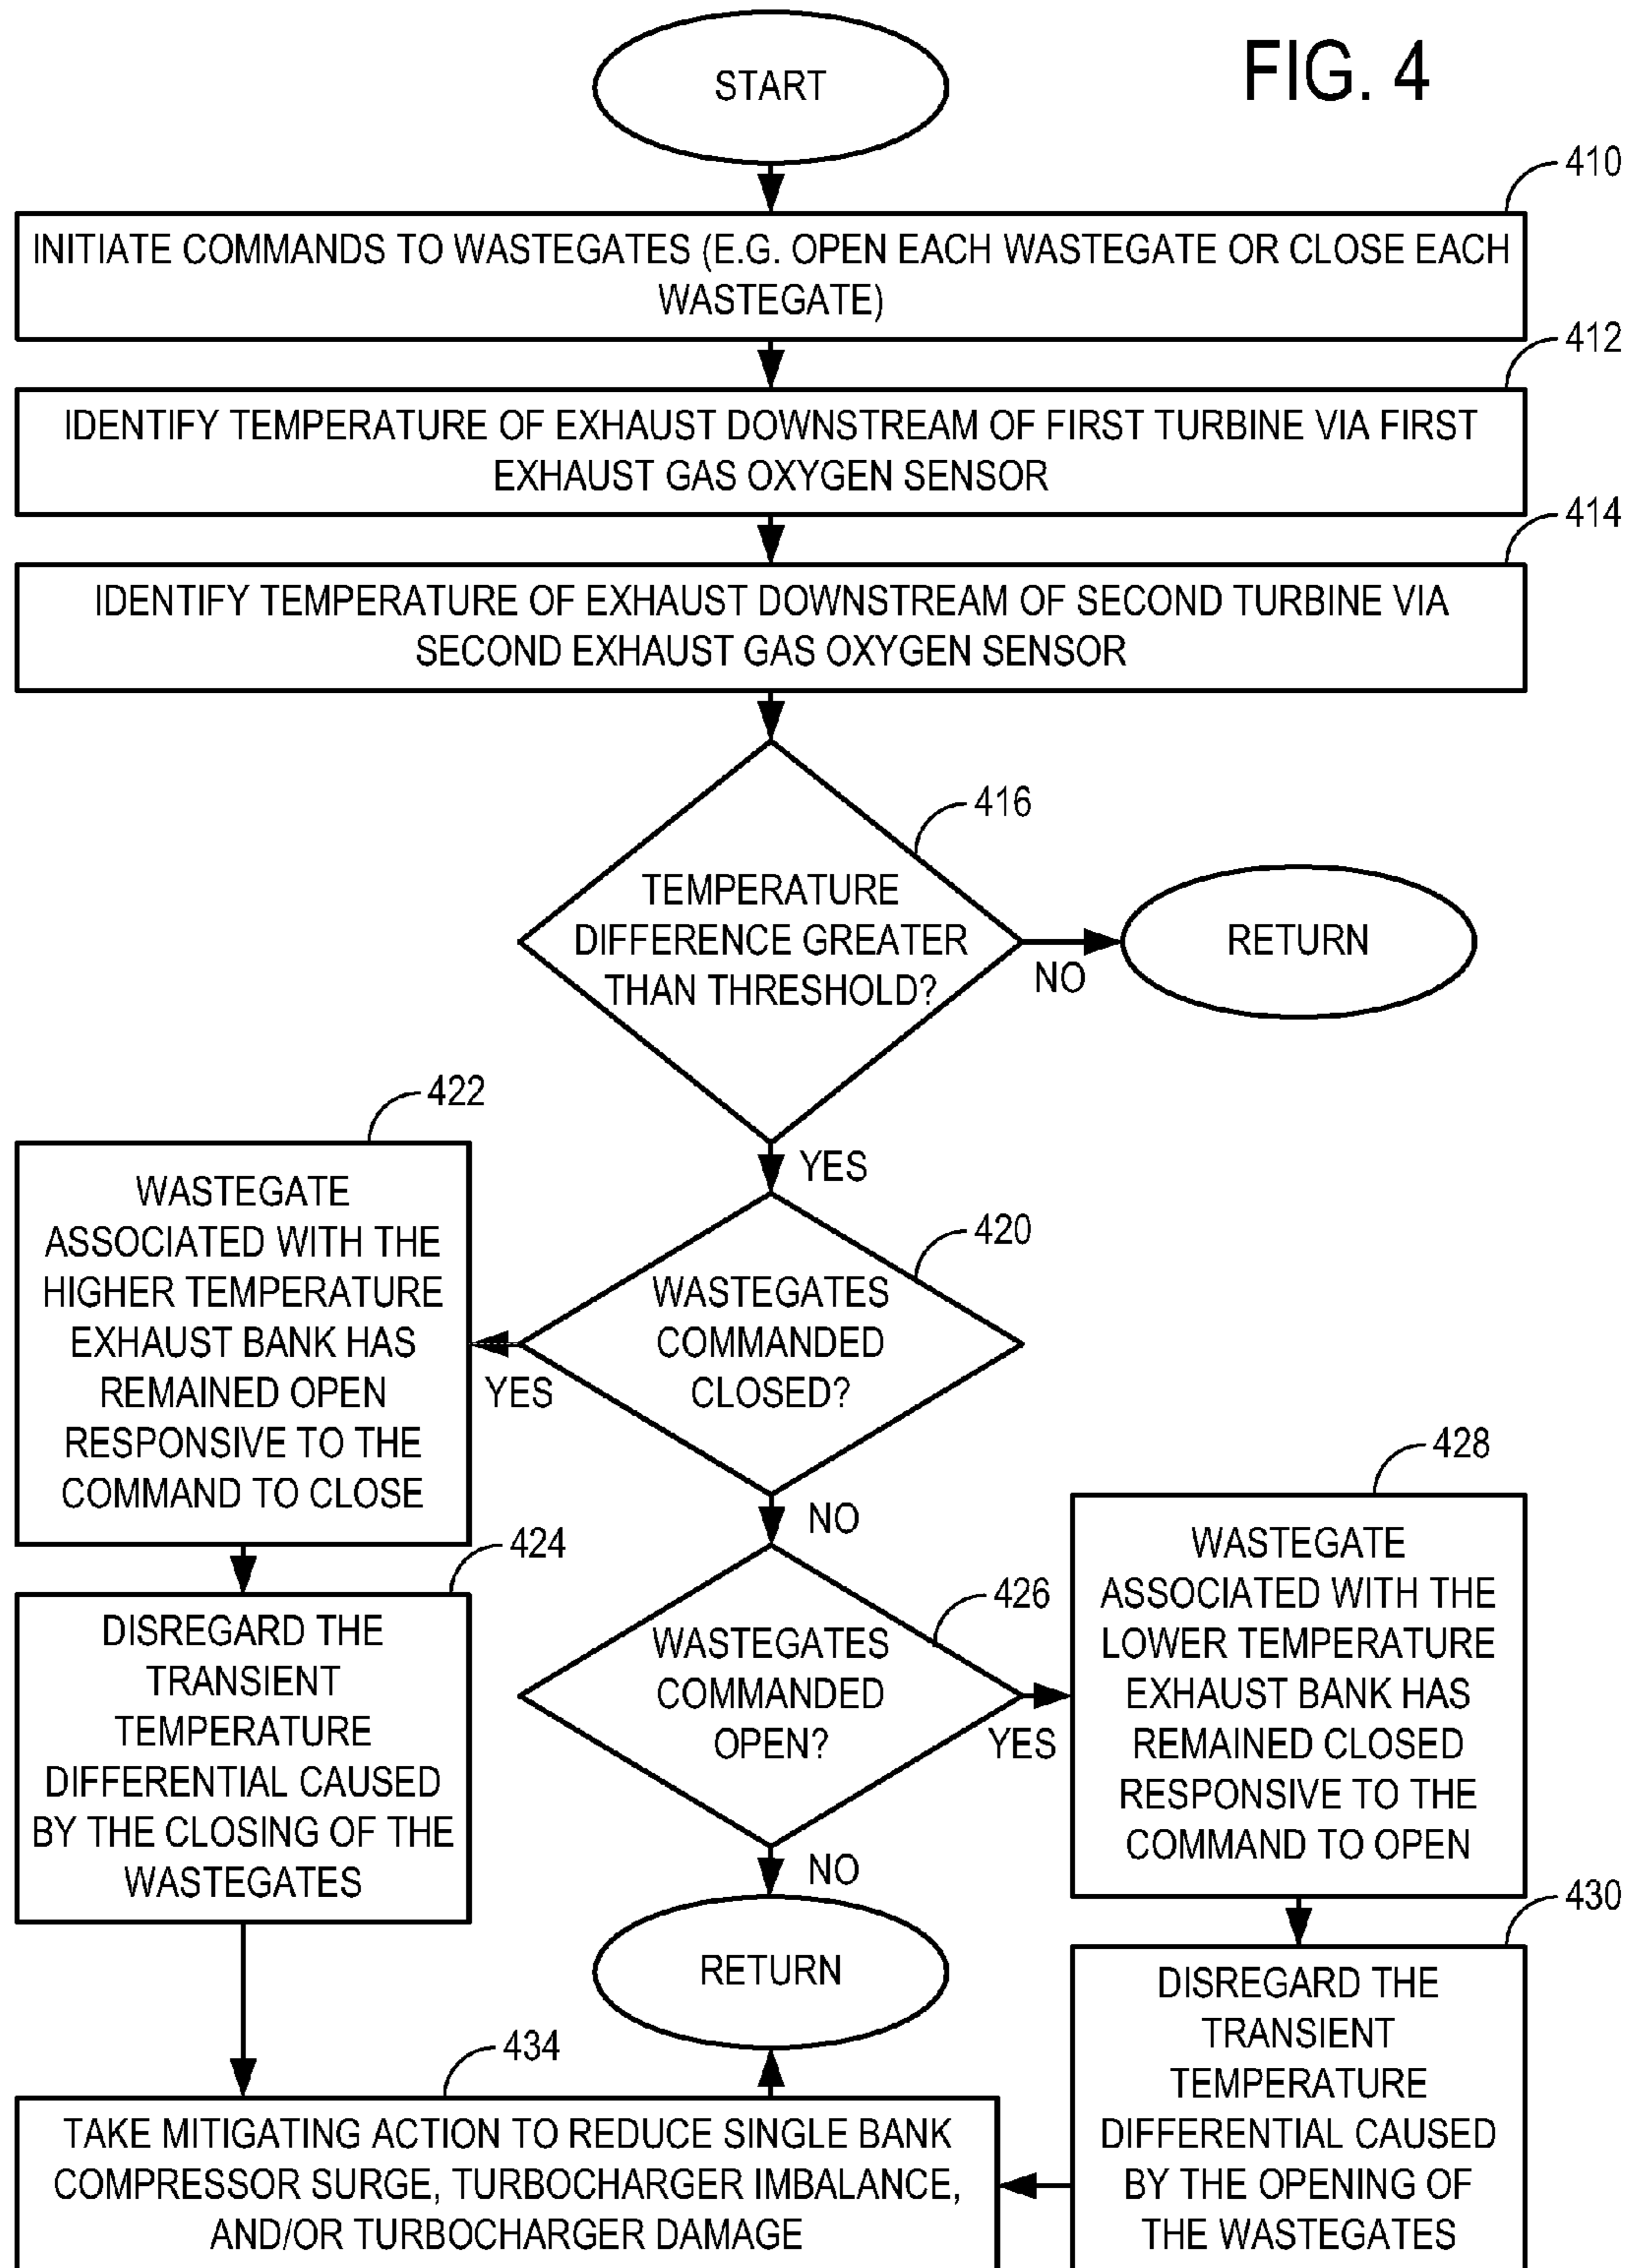 FIG. 4
START
410
INITIATE COMMANDS TO WASTEGATES (E.G. OPEN EACH WASTEGATE OR CLOSE EACH
WASTEGATE)
412
IDENTIFY TEMPERATURE OF EXHAUST DOWNSTREAM OF FIRST TURBINE VIA FIRST
EXHAUST GAS OXYGEN SENSOR
414
IDENTIFY TEMPERATURE OF EXHAUST DOWNSTREAM OF SECOND TURBINE VIA
SECOND EXHAUST GAS OXYGEN SENSOR
416
TEMPERATURE
DIFFERENCE GREATER
THAN THRESHOLD?
NO
RETURN
YES
420
WASTEGATES
COMMANDED
CLOSED?
YES
422
WASTEGATE
ASSOCIATED WITH THE
HIGHER TEMPERATURE
EXHAUST BANK HAS
REMAINED OPEN
RESPONSIVE TO THE
COMMAND TO CLOSE
424
DISREGARD THE
TRANSIENT
TEMPERATURE
DIFFERENTIAL CAUSED
BY THE CLOSING OF THE
WASTEGATES
NO
426
WASTEGATES
COMMANDED
OPEN?
YES
428
WASTEGATE
ASSOCIATED WITH THE
LOWER TEMPERATURE
EXHAUST BANK HAS
REMAINED CLOSED
RESPONSIVE TO THE
COMMAND TO OPEN
NO
RETURN
430
DISREGARD THE
TRANSIENT
TEMPERATURE
DIFFERENTIAL CAUSED
BY THE OPENING OF
THE WASTEGATES
434
TAKE MITIGATING ACTION TO REDUCE SINGLE BANK
COMPRESSOR SURGE, TURBOCHARGER IMBALANCE,
AND/OR TURBOCHARGER DAMAGE